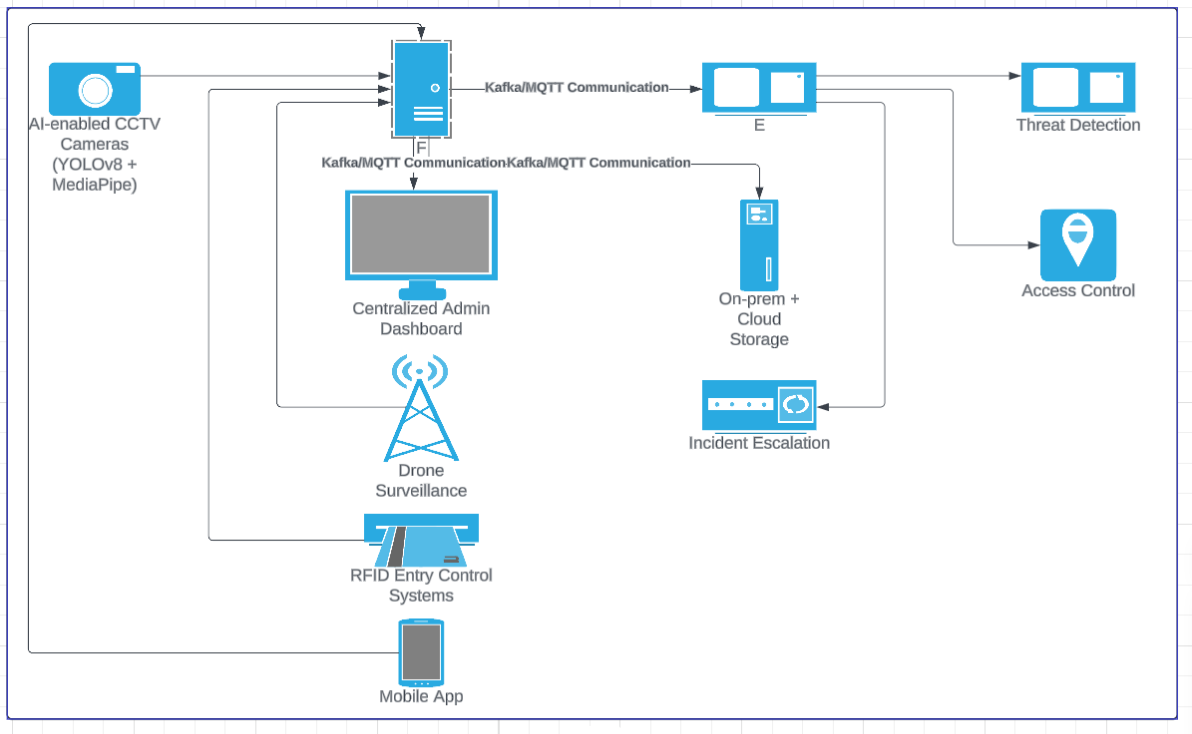 AI-enabled CCTV
Cameras
(YOLOv8 +
MediaPipe)
Kafka/MQTT Communication
E
Threat Detection
F
Kafka/MQTT Communication
Kafka/MQTT Communication
Centralized Admin
Dashboard
On-prem +
Cloud
Storage
Access Control
Incident Escalation
Drone
Surveillance
RFID Entry Control
Systems
Mobile App